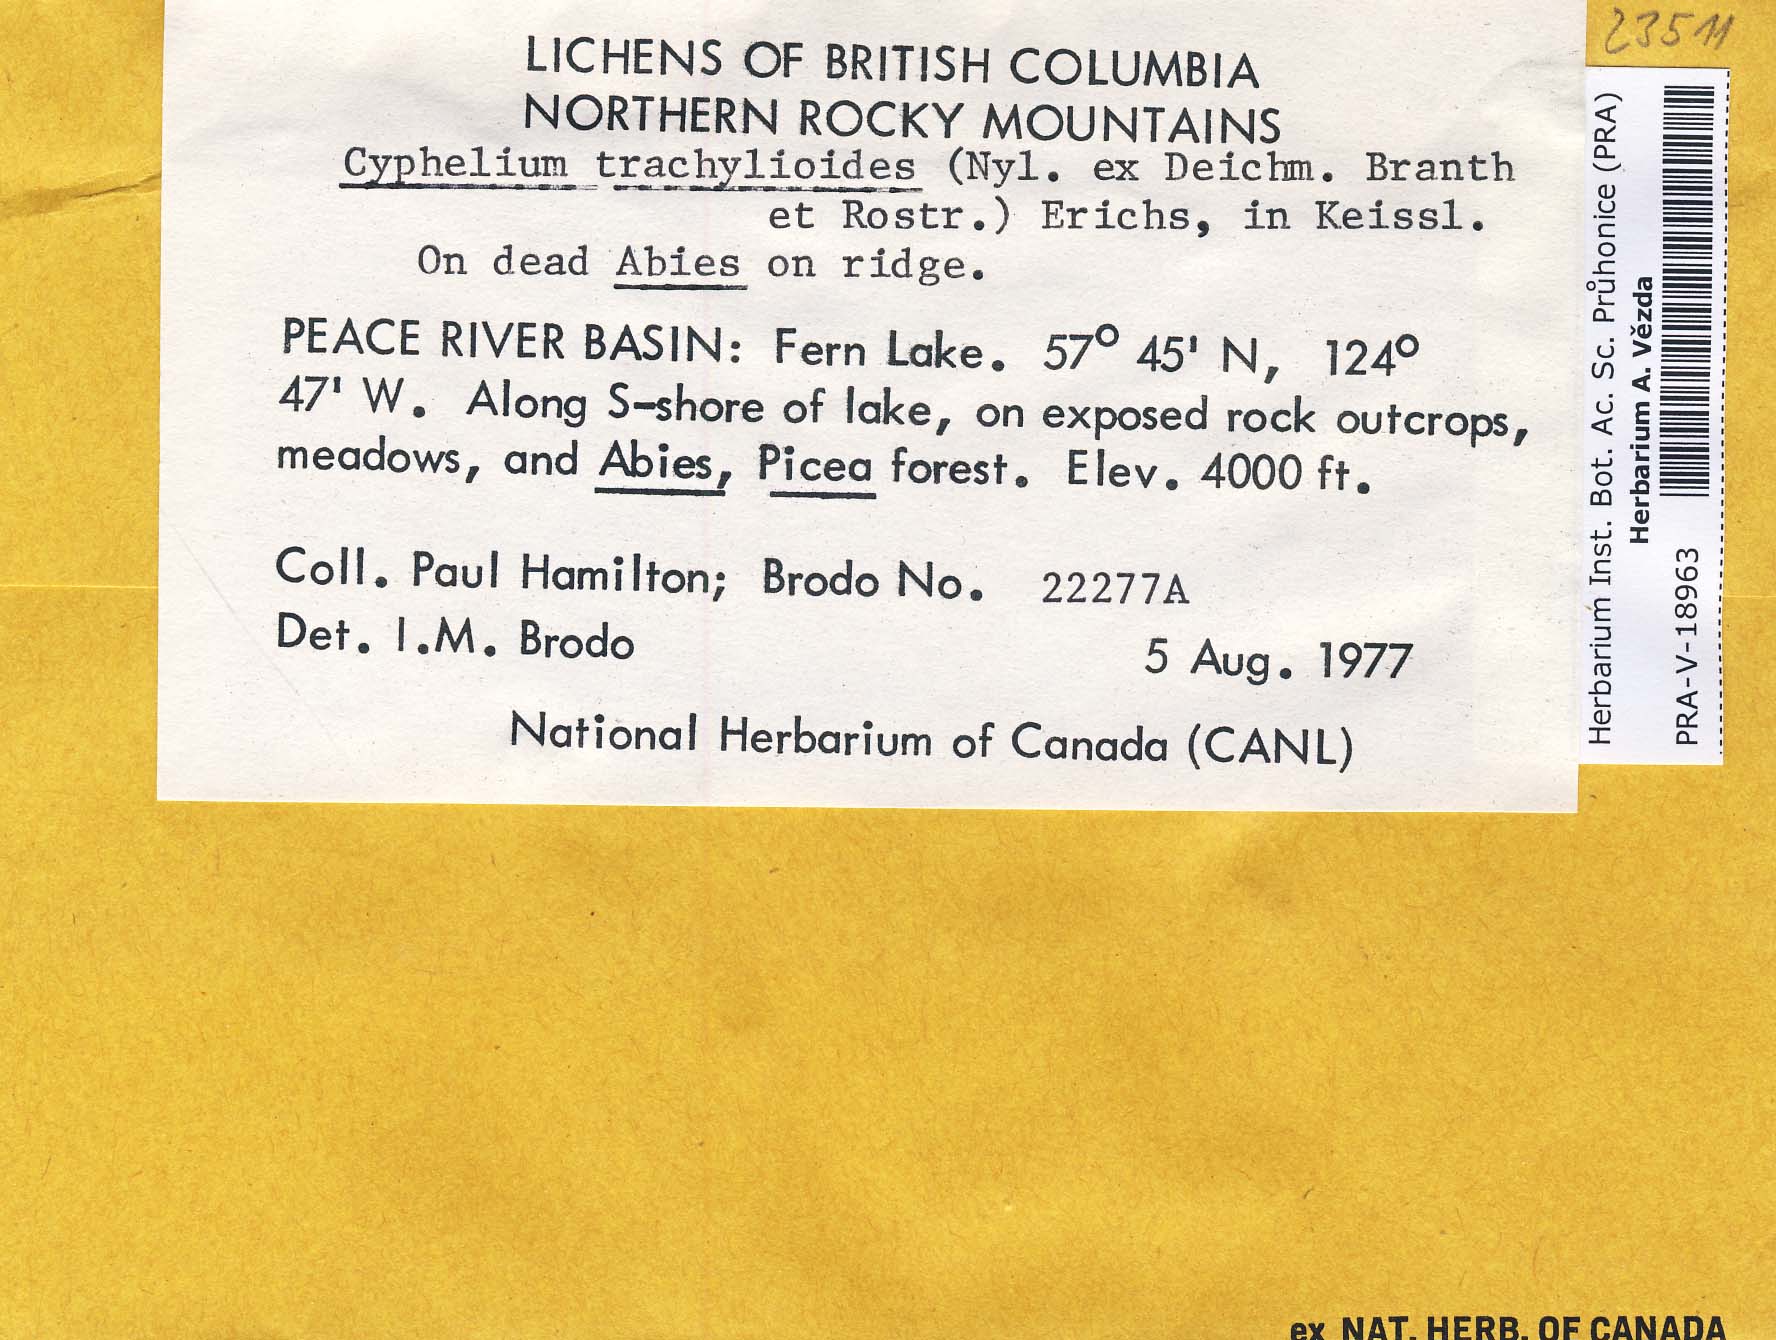 23511
LICHENS OF BRITISH COLUMBIA
NORTHERN ROCKY MOUNTAINS
Cyphelium trachylioides (Nyl. ex Deichm. Branth
et Rostr.) Erichs, in Keissl.
On dead Abies on ridge.
PEACE RIVER BASIN: Fern Lake. 57° 45' N, 124°
47' W. Along S-shore of lake, on exposed rock outcrops,
meadows, and Abies, Picea forest. Elev. 4000 ft.
Coll. Paul Hamilton; Brodo No. 22277A
Det. I.M. Brodo
5 Aug. 1977
National Herbarium of Canada (CANL)
Herbarium Inst. Bot. Ac. Sc. Průhonice (PRA)
Herbarium A. Vězda
PRA-V-18963
ex NAT. HERB. OF CANADA